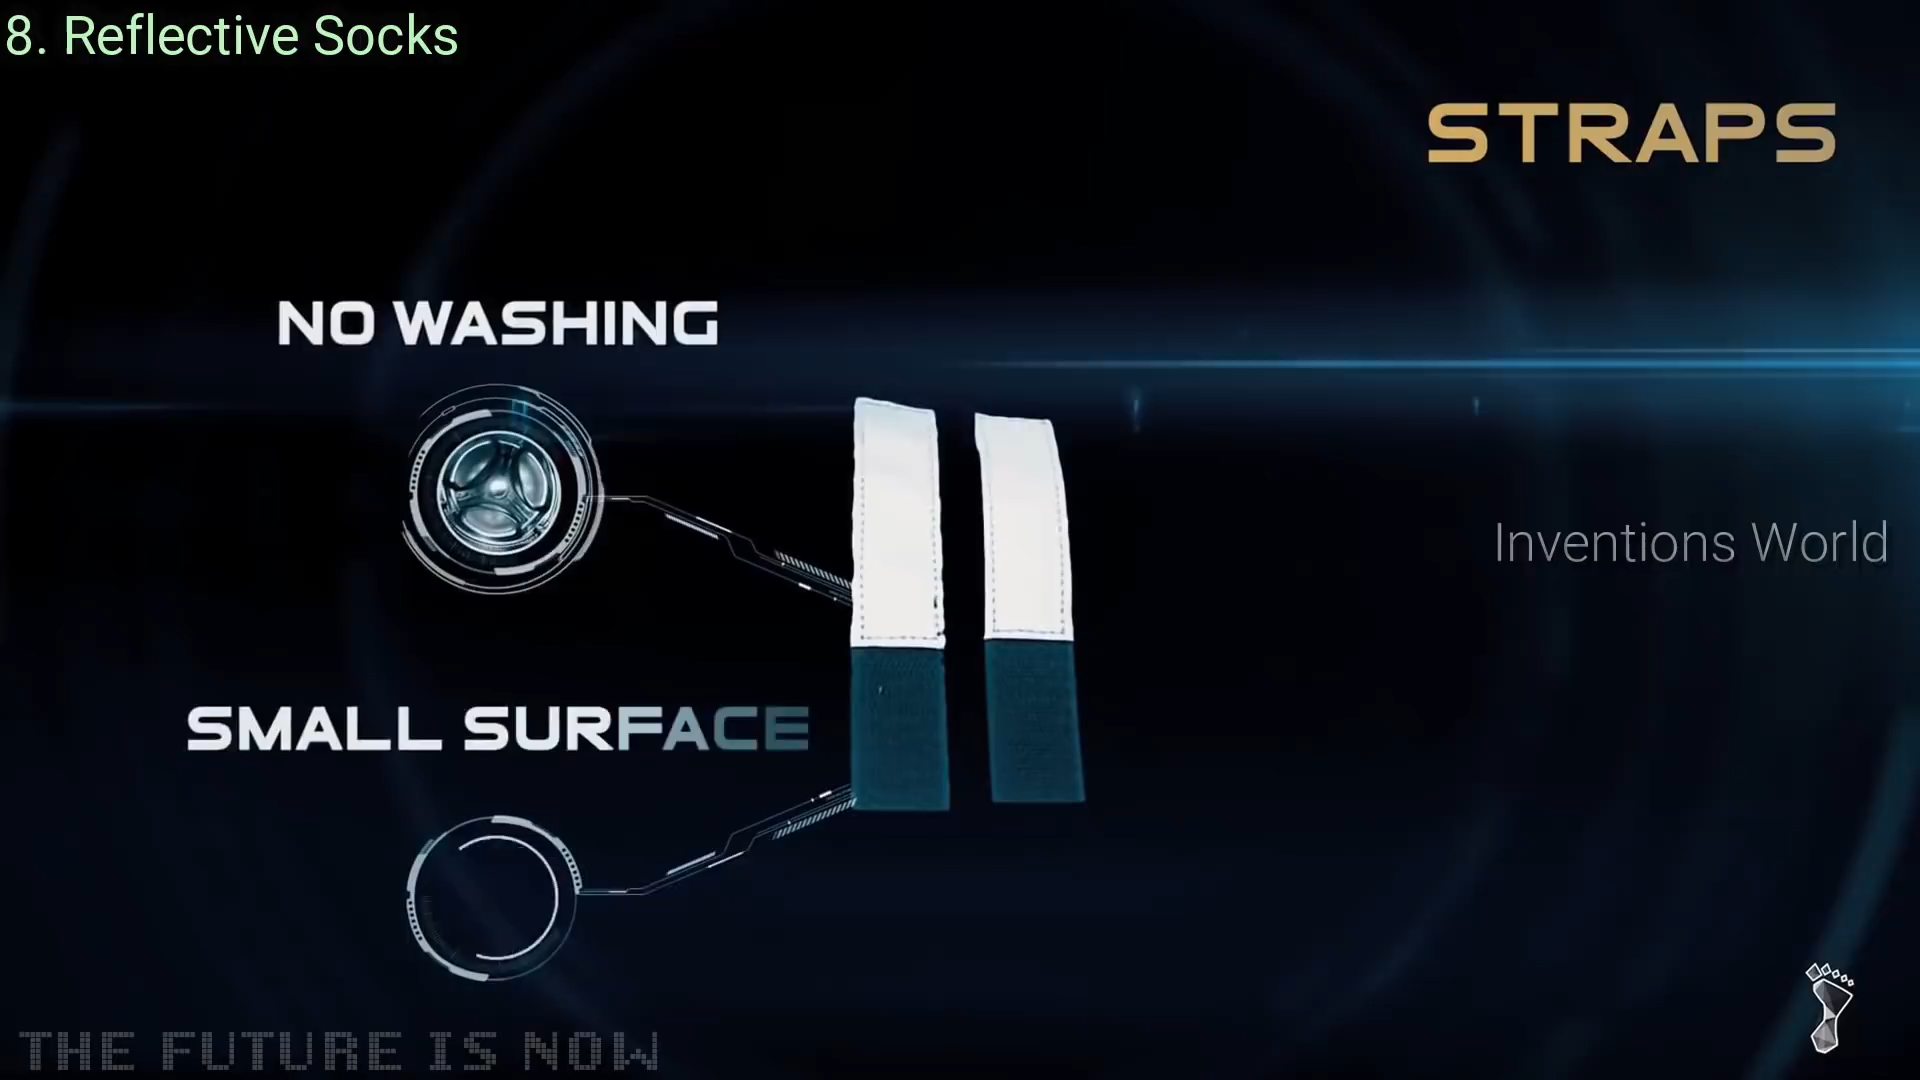 8. Reflective Socks
STRAPS
NO WASHING
Inventions World
SMALL SURFACE
THE FUTURE IS NOW